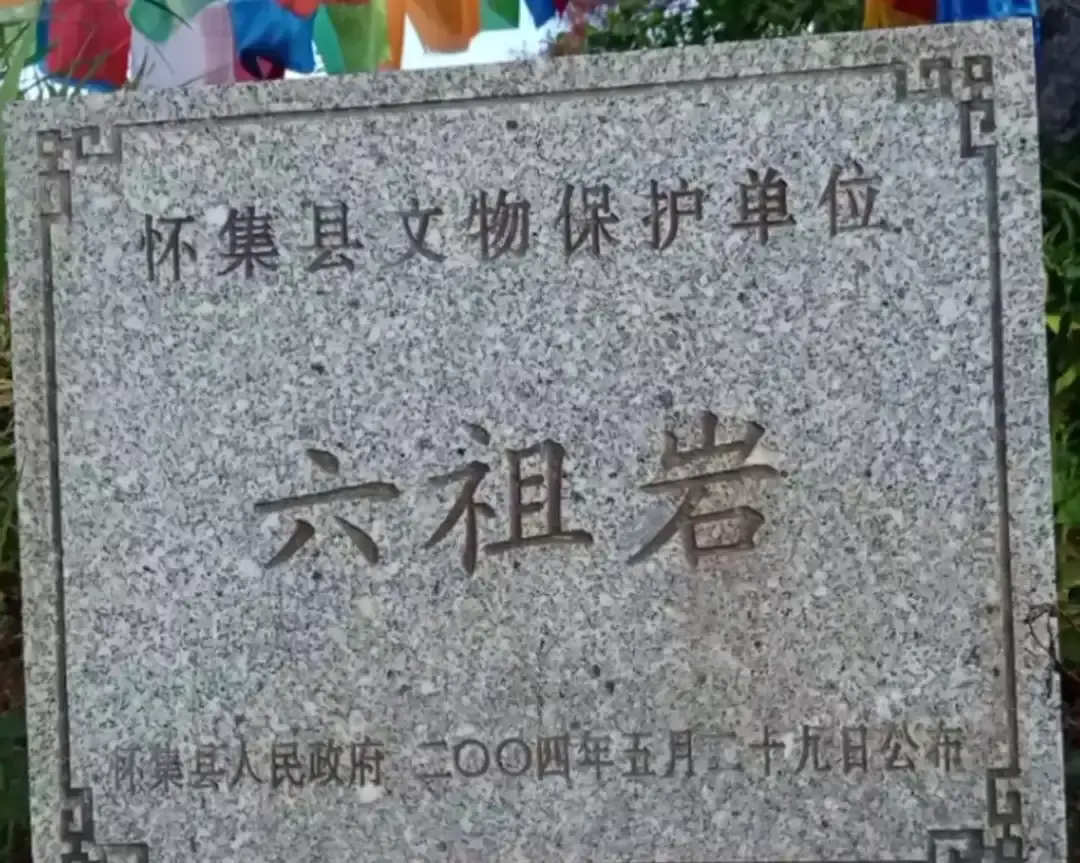 怀集县文物保护单位
六祖岩
怀集县人民政府 二〇〇四年五月二十九日公布